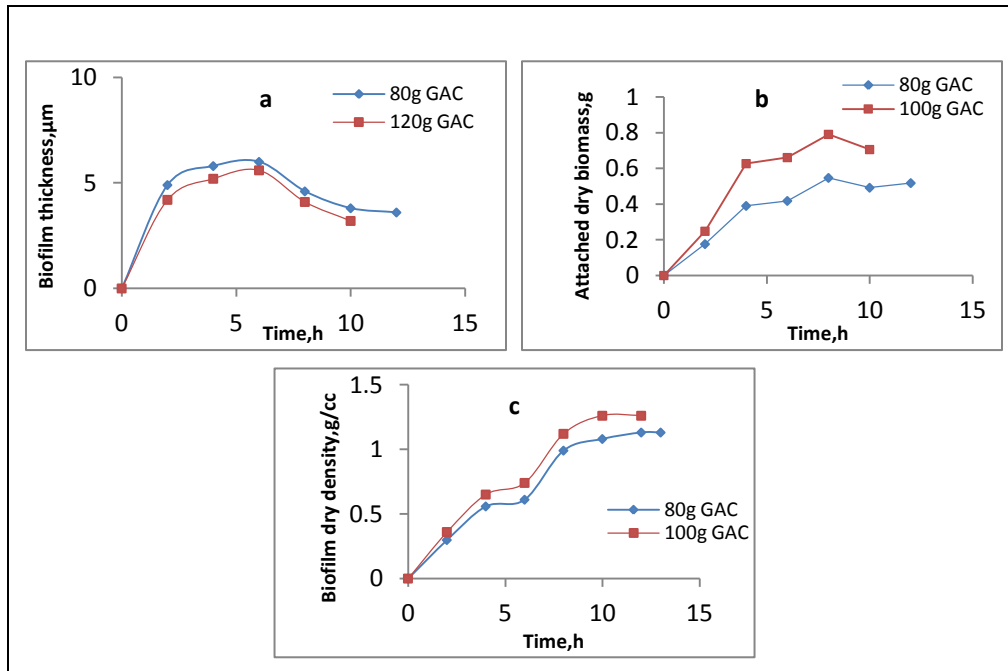 a
80g GAC
120g GAC
Biofilm thickness,µm
10
5
0
0 5 10 15
Time,h
b
80g GAC
100g GAC
Attached dry biomass,g
1
0.8
0.6
0.4
0.2
0
0 5 10 15
Time,h
c
Biofilm dry density,g/cc
1.5
1
0.5
0
80g GAC
100g GAC
0 5 10 15
Time,h